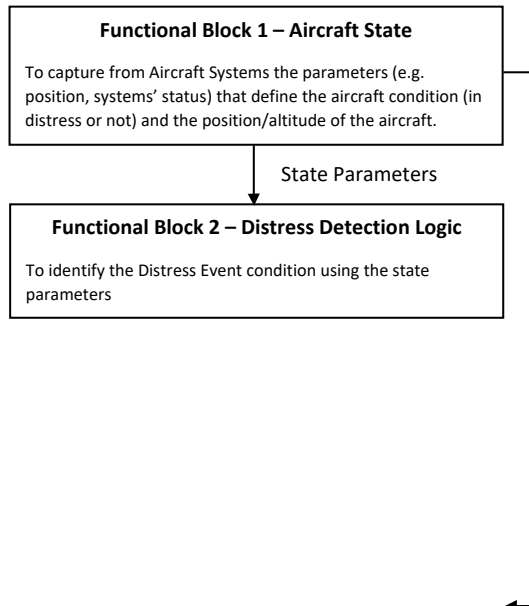 Functional Block 1 – Aircraft State
To capture from Aircraft Systems the parameters (e.g.
position, systems’ status) that define the aircraft condition (in
distress or not) and the position/altitude of the aircraft.
State Parameters
Functional Block 2 – Distress Detection Logic
To identify the Distress Event condition using the state
parameters